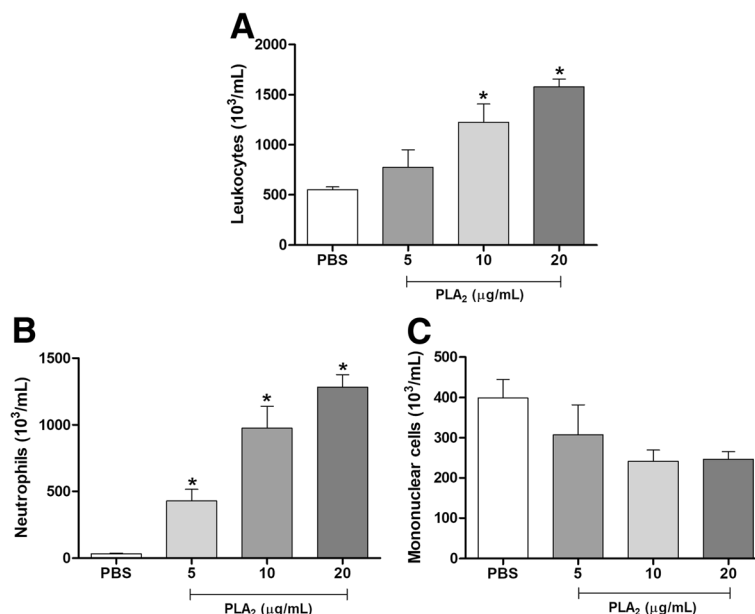 A
Leukocytes (10³/mL)
2000
1500
1000
500
0
*
*
PBS
5
10
20
PLA₂ (μg/mL)
B
Neutrophils (10³/mL)
1500
1000
500
0
*
*
*
PBS
5
10
20
PLA₂ (μg/mL)
C
Mononuclear cells (10³/mL)
500
400
300
200
100
0
PBS
5
10
20
PLA₂ (μg/mL)